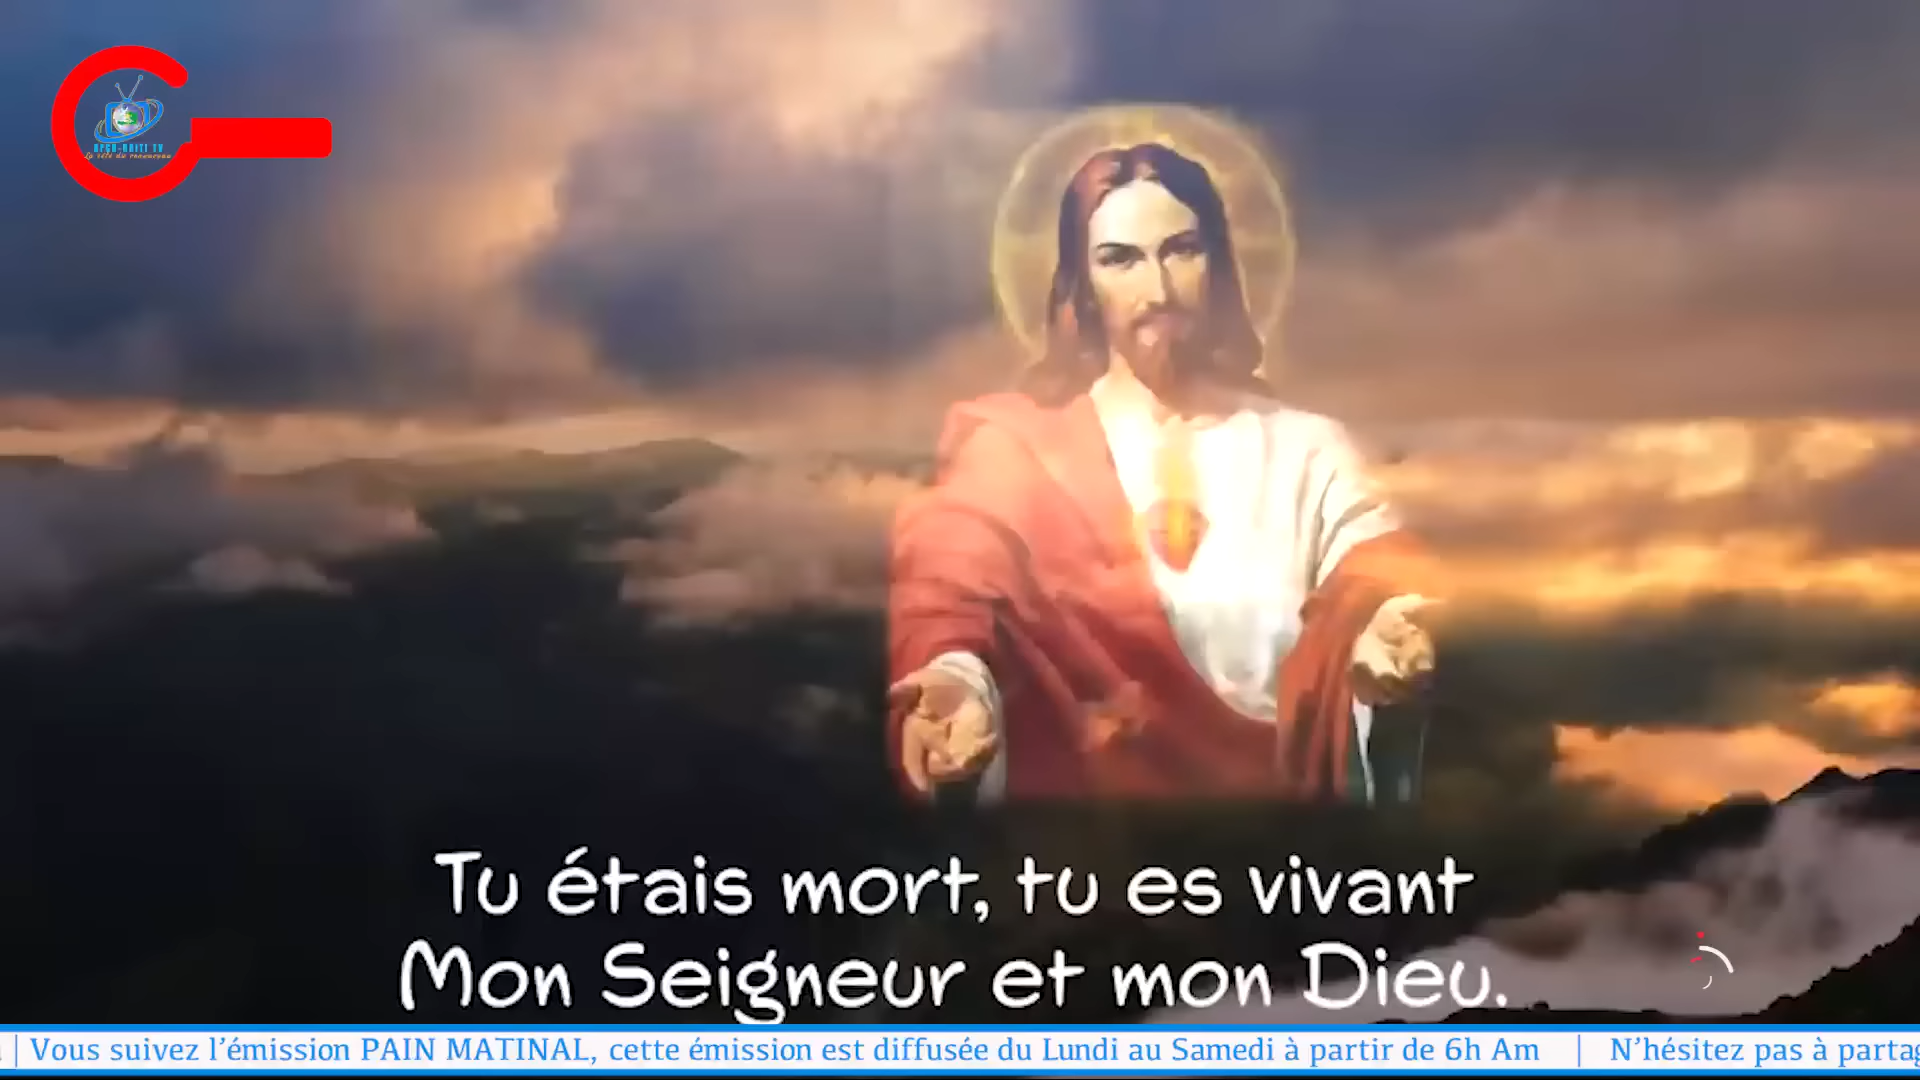 Tu étais mort, tu es vivant
Mon Seigneur et mon Dieu.
| Vous suivez l'émission PAIN MATINAL, cette émission est diffusée du Lundi au Samedi à partir de 6h Am | N'hésitez pas à partag